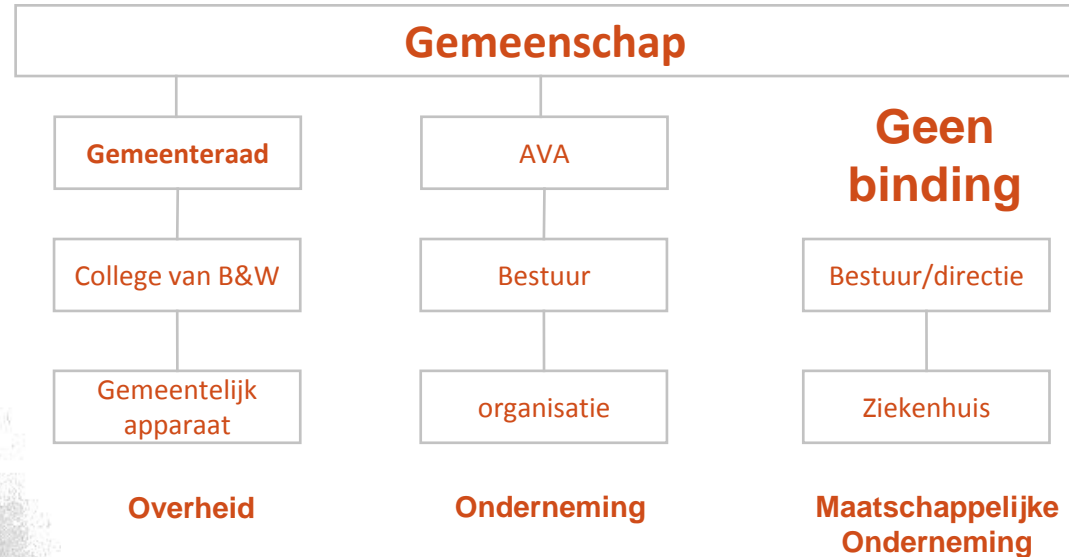 Gemeenschap
Gemeenteraad
AVA
Geen
binding
College van B&W
Bestuur
Bestuur/directie
Gemeentelijk
apparaat
organisatie
Ziekenhuis
Overheid
Onderneming
Maatschappelijke
Onderneming